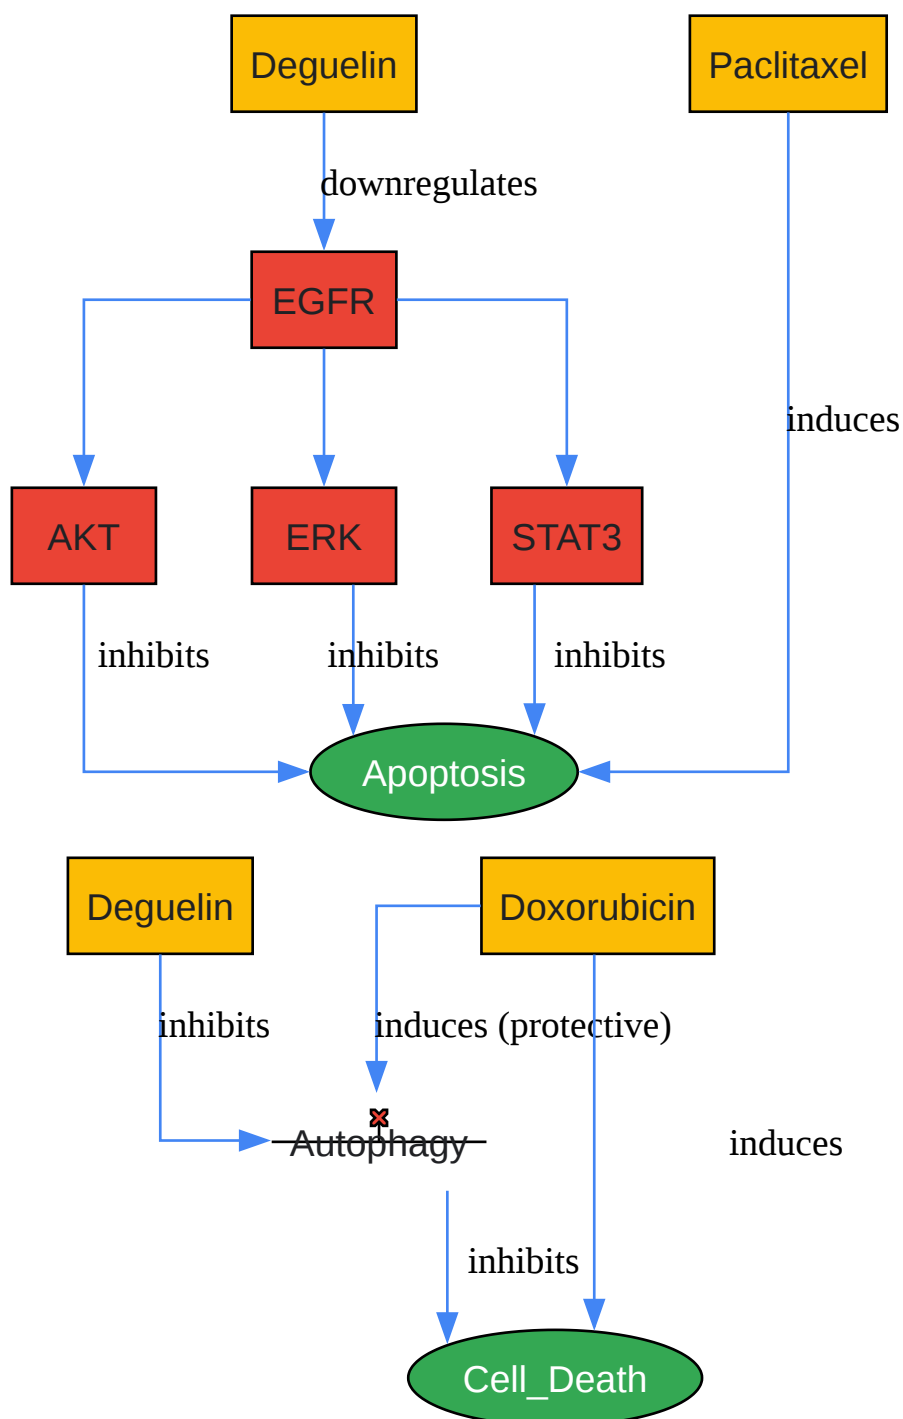 Deguelin
Paclitaxel
downregulates
EGFR
induces
AKT
ERK
STAT3
inhibits
inhibits
inhibits
Apoptosis
Deguelin
Doxorubicin
inhibits
induces (protective)
Autophagy
induces
inhibits
Cell_Death